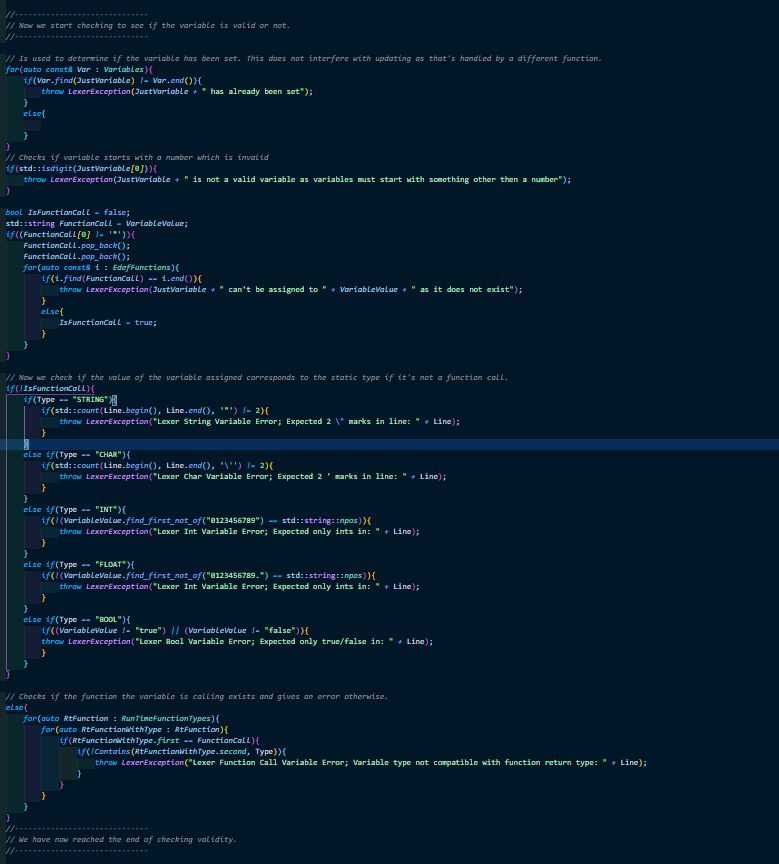 //------------------------------
// Now we start checking to see if the variable is valid or not.
//------------------------------
// Is used to determine if the variable has been set. This does not interfere with updating as that's handled by a different function.
for(auto const& Var : Variables){
if(Var.find(JustVariable) != Var.end()){
throw LexerException(JustVariable + " has already been set");
}
else{
}
}
// Checks if variable starts with a number which is invalid
if(std::isdigit(JustVariable[0])){
throw LexerException(JustVariable + " is not a valid variable as variables must start with something other then a number");
}
bool IsFunctionCall = false;
std::string FunctionCall = VariableValue;
if((FunctionCall[0] != '"')){
FunctionCall.pop_back();
FunctionCall.pop_back();
for(auto const& i : EdefFunctions){
if(i.find(FunctionCall) == i.end()){
throw LexerException(JustVariable + " can't be assigned to " + VariableValue + " as it does not exist");
}
else{
IsFunctionCall = true;
}
}
}
// Now we check if the value of the variable assigned corresponds to the static type if it's not a function call.
if(!IsFunctionCall){
if(Type == "STRING"){
if(std::count(Line.begin(), Line.end(), '"') != 2){
throw LexerException("Lexer String Variable Error; Expected 2 \" marks in line: " + Line);
}
}
else if(Type == "CHAR"){
if(std::count(Line.begin(), Line.end(), '\'') != 2){
throw LexerException("Lexer Char Variable Error; Expected 2 ' marks in line: " + Line);
}
}
else if(Type == "INT"){
if(!(VariableValue.find_first_not_of("0123456789") == std::string::npos)){
throw LexerException("Lexer Int Variable Error; Expected only ints in: " + Line);
}
}
else if(Type == "FLOAT"){
if(!(VariableValue.find_first_not_of("0123456789.") == std::string::npos)){
throw LexerException("Lexer Int Variable Error; Expected only ints in: " + Line);
}
}
else if(Type == "BOOL"){
if((VariableValue != "true") || (VariableValue != "false")){
throw LexerException("Lexer Bool Variable Error; Expected only true/false in: " + Line);
}
}
}
// Checks if the function the variable is calling exists and gives an error otherwise.
else{
for(auto RtFunction : RunTimeFunctionTypes){
for(auto RtFunctionWithType : RtFunction){
if(RtFunctionWithType.first == FunctionCall){
if(!Contains(RtFunctionWithType.second, Type)){
throw LexerException("Lexer Function Call Variable Error; Variable type not compatible with function return type: " + Line);
}
}
}
}
}
//------------------------------
// We have now reached the end of checking validity.
//------------------------------